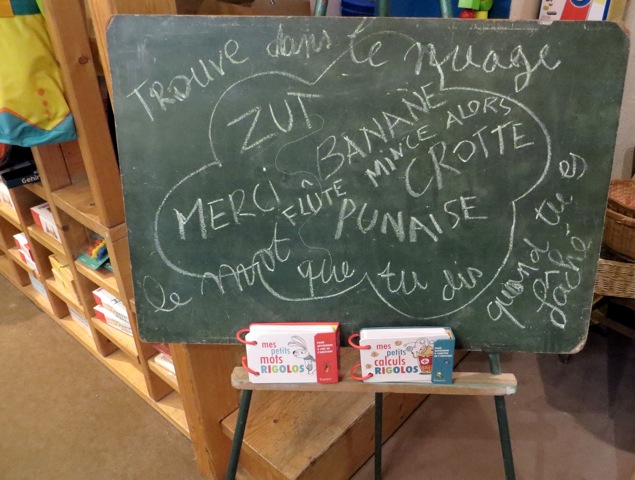 Trouve dans le nuage
ZUT
BANANE
MINCE ALORS
CROTTE
MERCI
FLÛTE
PUNAISE
le mot que tu dis
quand tu es
faché.
mes
petits
mots
RIGOLOS
mes
petits
calculs
RIGOLOS